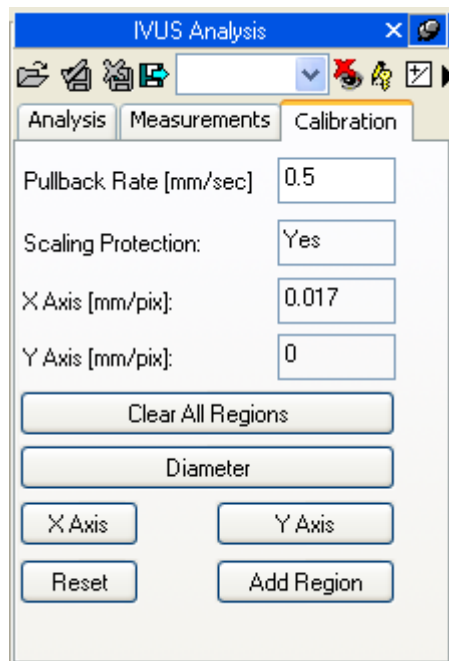 IVUS Analysis
Analysis Measurements Calibration
Pullback Rate [mm/sec] 0.5
Scaling Protection: Yes
X Axis [mm/pix]: 0.017
Y Axis [mm/pix]: 0
Clear All Regions
Diameter
X Axis Y Axis
Reset Add Region